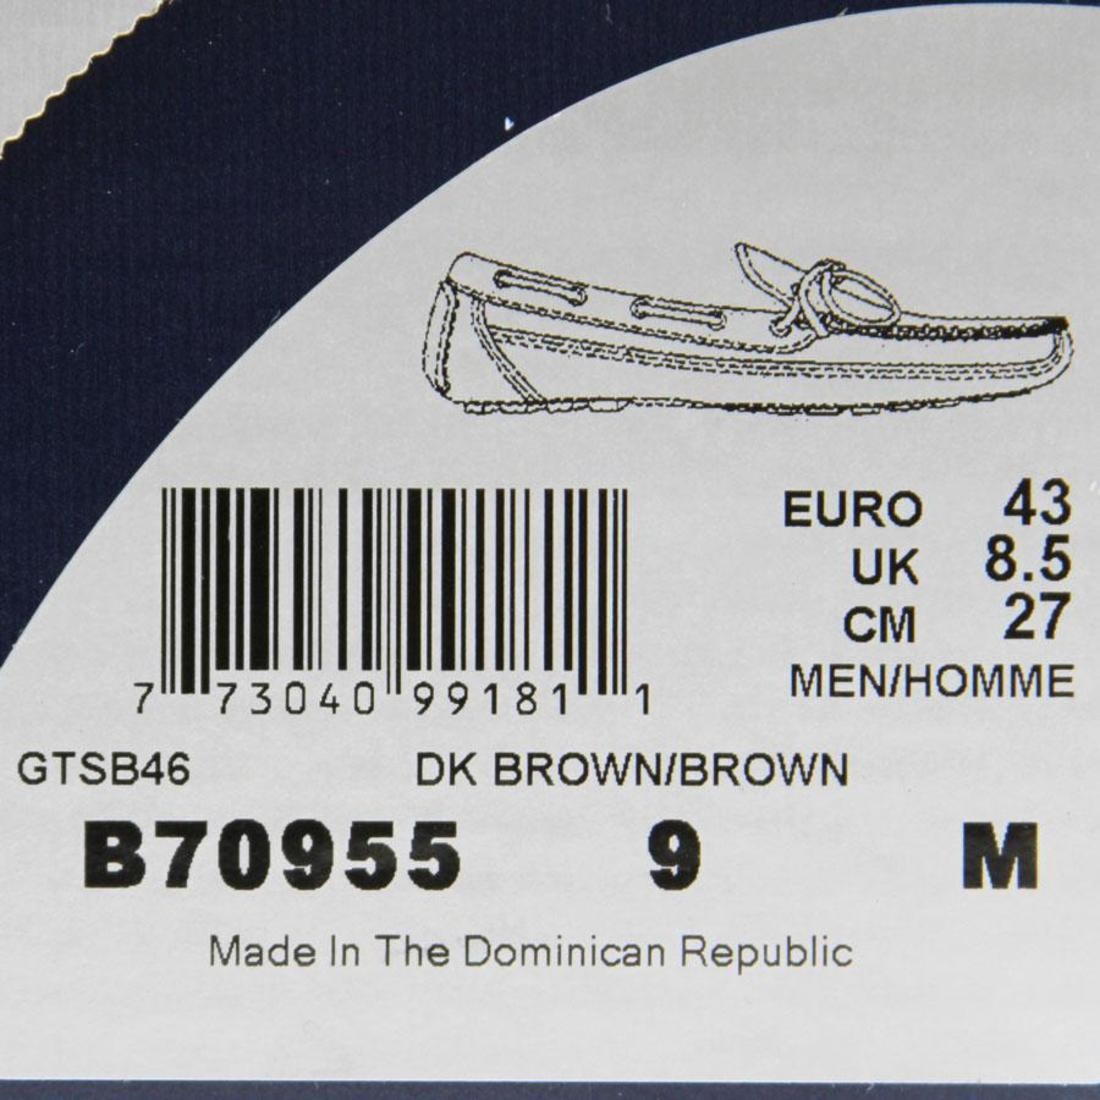 EURO 43
UK 8.5
CM 27
MEN/HOMME
7 73040 99181 1
GTSB46 DK BROWN/BROWN
B70955 9 M
Made In The Dominican Republic